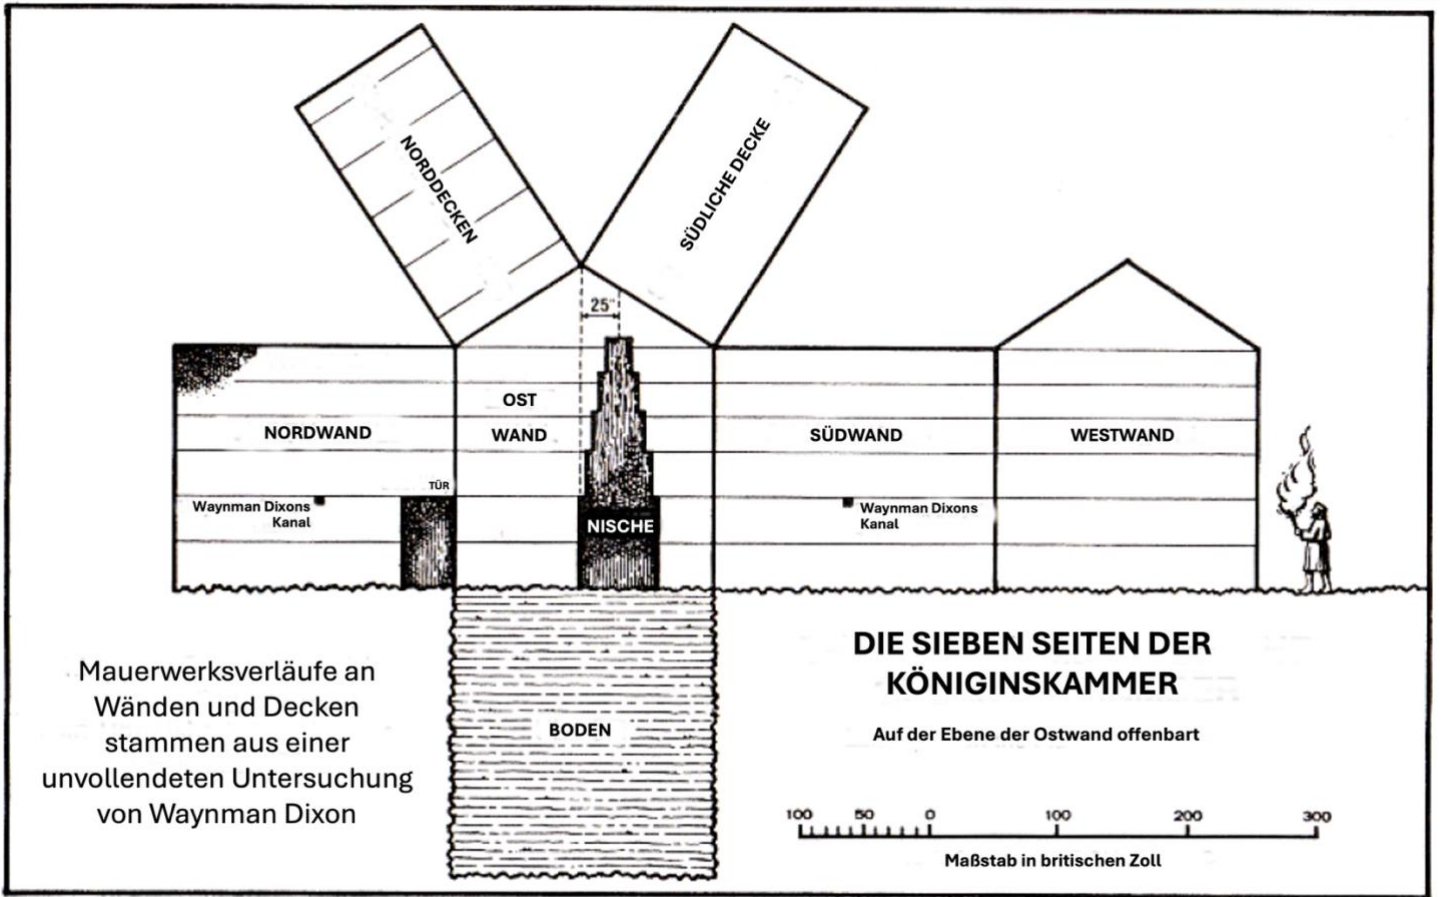 NORDDECKEN
SÜDLICHE DECKE
25"
OST
WAND
NORDWAND
SÜDWAND
WESTWAND
TÜR
Waynman Dixons
Kanal
NISCHE
Waynman Dixons
Kanal
DIE SIEBEN SEITEN DER
KÖNIGINSKAMMER
Auf der Ebene der Ostwand offenbart
Mauerwerksverläufe an
Wänden und Decken
stammen aus einer
unvollendeten Untersuchung
von Waynman Dixon
BODEN
100 50 0 100 200 300
Maßstab in britischen Zoll